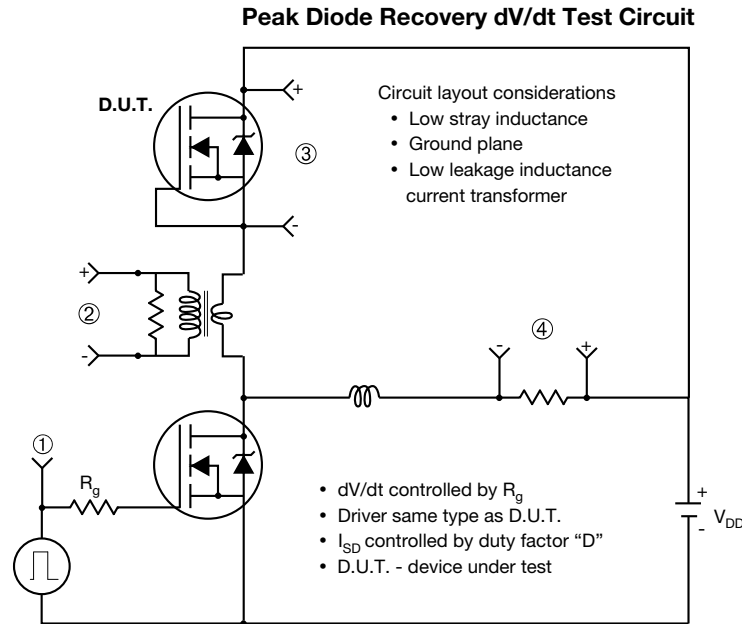 Peak Diode Recovery dV/dt Test Circuit
D.U.T.
+
Circuit layout considerations
• Low stray inductance
• Ground plane
• Low leakage inductance
current transformer
③
-
+
②
-
④
-
+
①
Rg
+
-
VDD
• dV/dt controlled by Rg
• Driver same type as D.U.T.
• ISD controlled by duty factor “D”
• D.U.T. - device under test